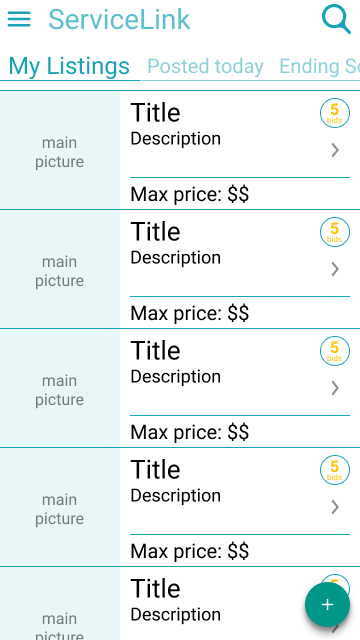 ServiceLink
My Listings Posted today Ending So
main
picture
Title
Description
5
bids
Max price: $$
main
picture
Title
Description
5
bids
Max price: $$
main
picture
Title
Description
5
bids
Max price: $$
main
picture
Title
Description
5
bids
Max price: $$
main
picture
Title
Description
+